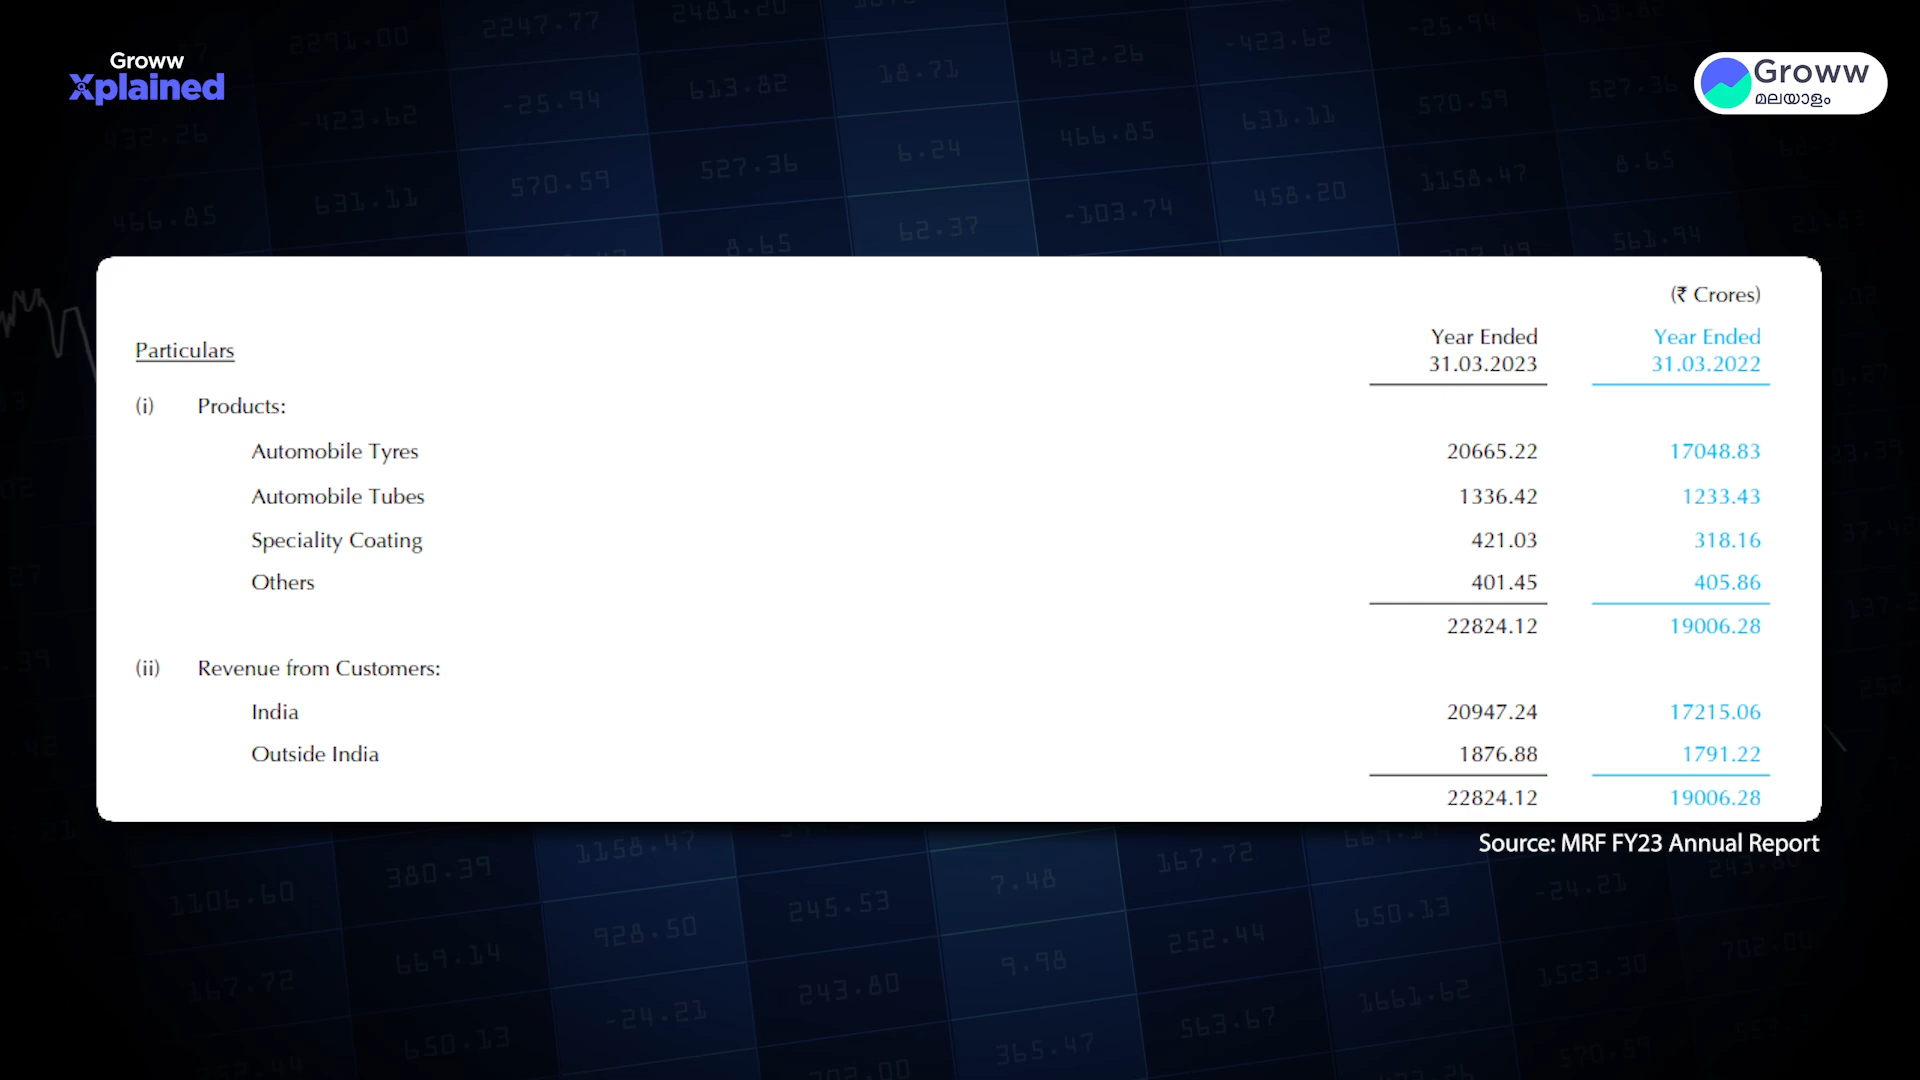 Groww
Xplained
Groww
മലയാളം
(₹ Crores)
Particulars
Year Ended
31.03.2023
Year Ended
31.03.2022
(i) Products:
Automobile Tyres 20665.22 17048.83
Automobile Tubes 1336.42 1233.43
Speciality Coating 421.03 318.16
Others 401.45 405.86
22824.12 19006.28
(ii) Revenue from Customers:
India 20947.24 17215.06
Outside India 1876.88 1791.22
22824.12 19006.28
Source: MRF FY23 Annual Report